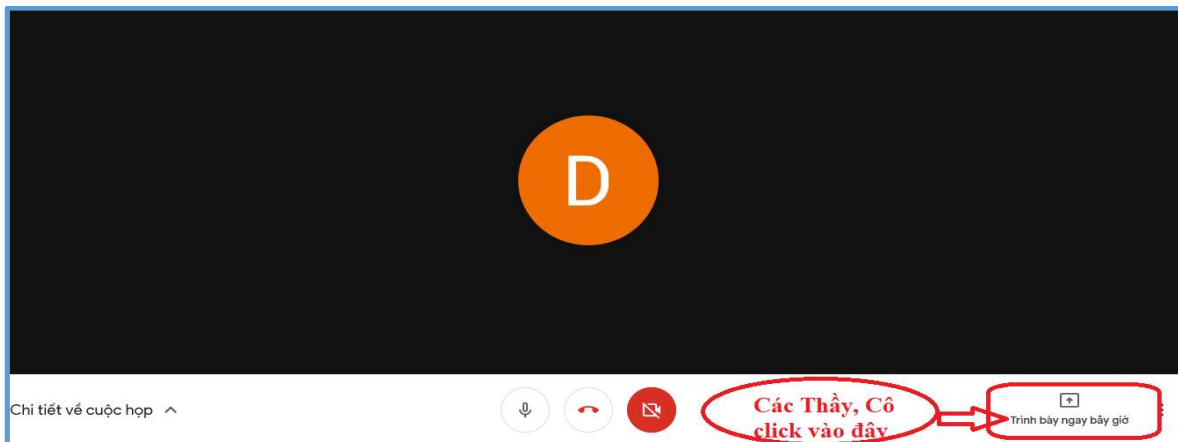 D
Chi tiết về cuộc họp
Các Thầy, Cô
click vào đây
Trình bày ngay bây giờ